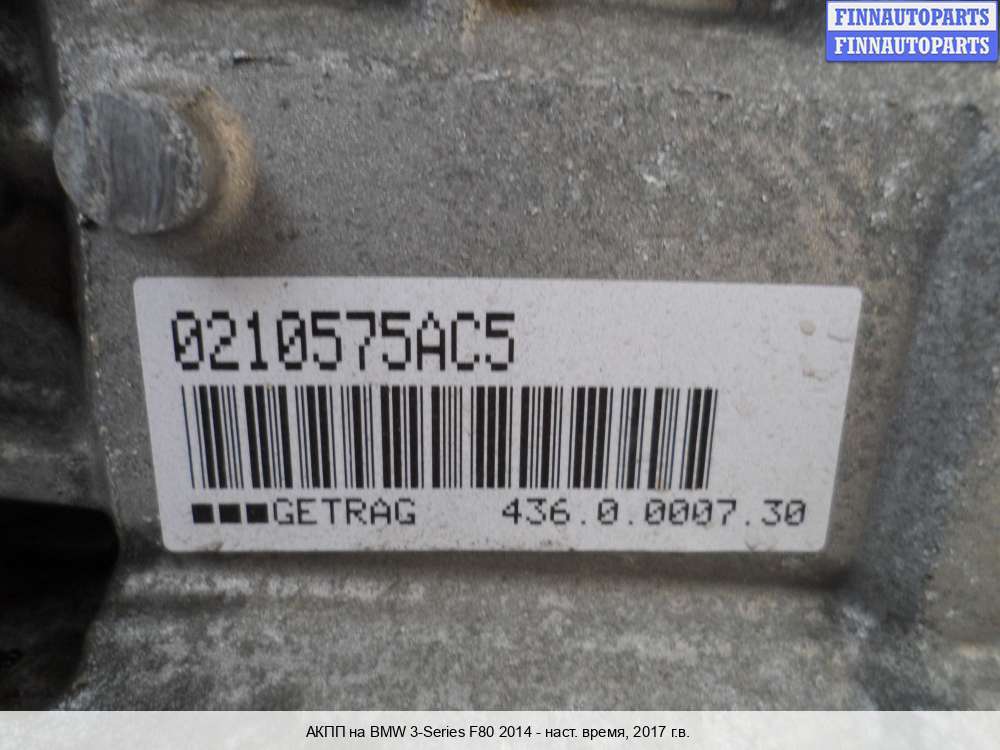 FINNAUTOPARTS
FINNAUTOPARTS
0210575AC5
■■■GETRAG 436.0.0007.30
АКПП на BMW 3-Series F80 2014 - наст. время, 2017 г.в.